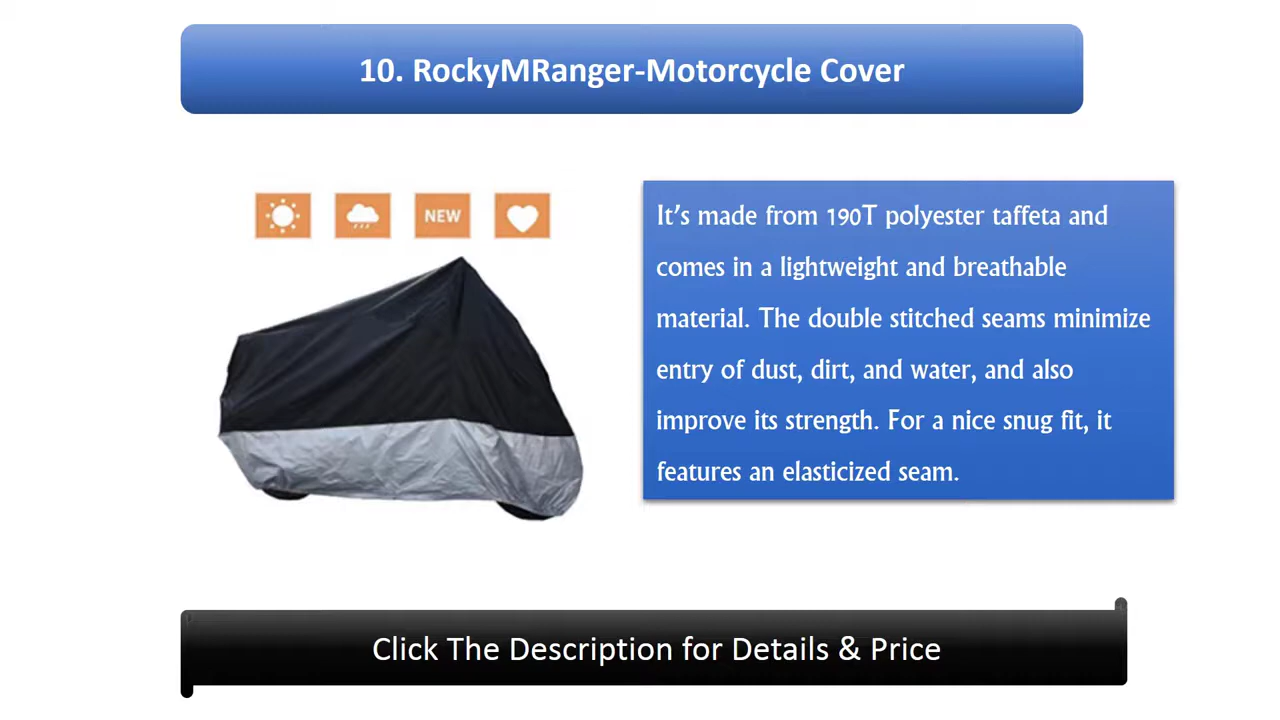 10. RockyMRanger-Motorcycle Cover
NEW
It's made from 190T polyester taffeta and
comes in a lightweight and breathable
material. The double stitched seams minimize
entry of dust, dirt, and water, and also
improve its strength. For a nice snug fit, it
features an elasticized seam.
Click The Description for Details & Price